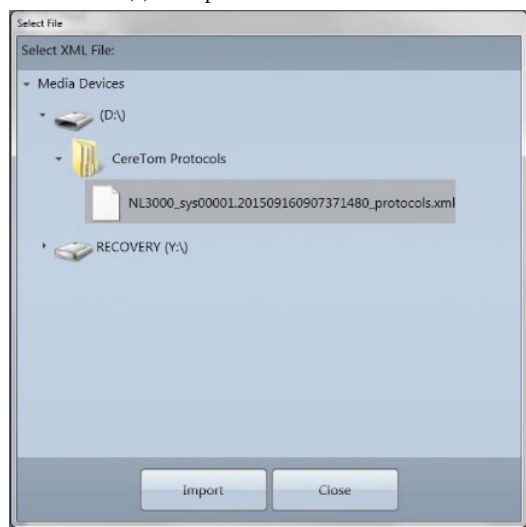 Select File
Select XML File:
Media Devices
(D:\)
CereTom Protocols
NL3000_sys00001.201509160907371480_protocols.xml
RECOVERY (Y:\)
Import
Close